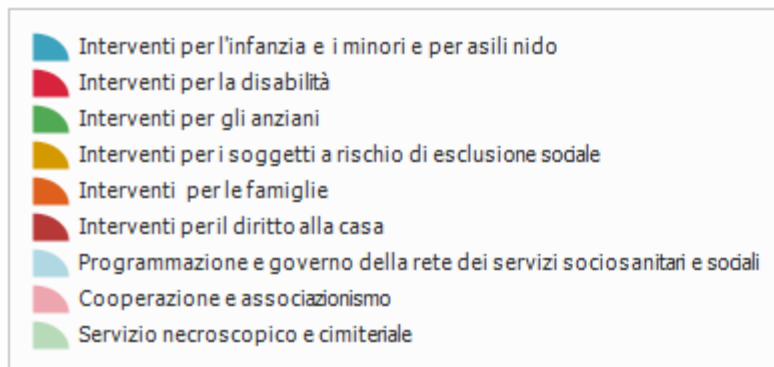 Interventi per l'infanzia e i minori e per asili nido
Interventi per la disabilità
Interventi per gli anziani
Interventi per i soggetti a rischio di esclusione sociale
Interventi per le famiglie
Interventi per il diritto alla casa
Programmazione e governo della rete dei servizi sociosanitari e sociali
Cooperazione e associazionismo
Servizio necroscopico e cimiteriale